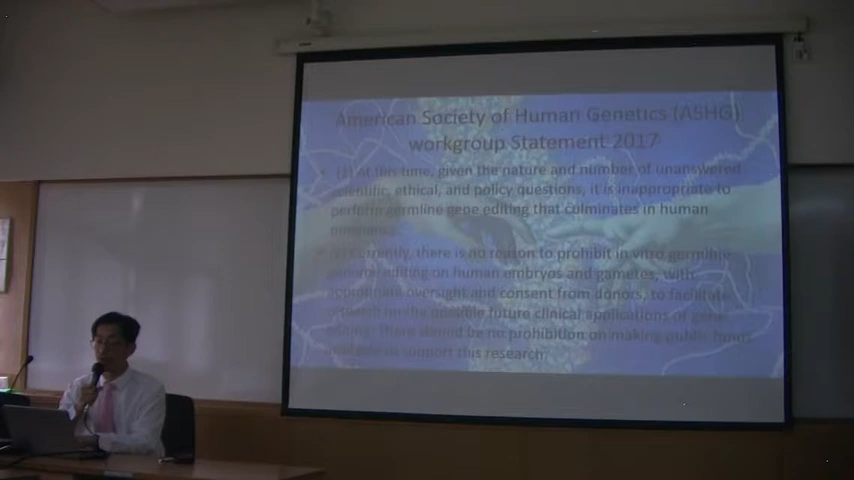 American Society of Human Genetics (ASHG)
workgroup Statement 2017
• (1) At this time, given the nature and number of unanswered
scientific, ethical, and policy questions, it is inappropriate to
perform germline gene editing that culminates in human
Currently, there is no reason to prohibit in vitro germline
editing on human embryos and gametes, with
appropriate oversight and consent from donors, to facilitate
research on the possible future clinical applications of gene
editing. There should be no prohibition on making public funds
available to support this research.